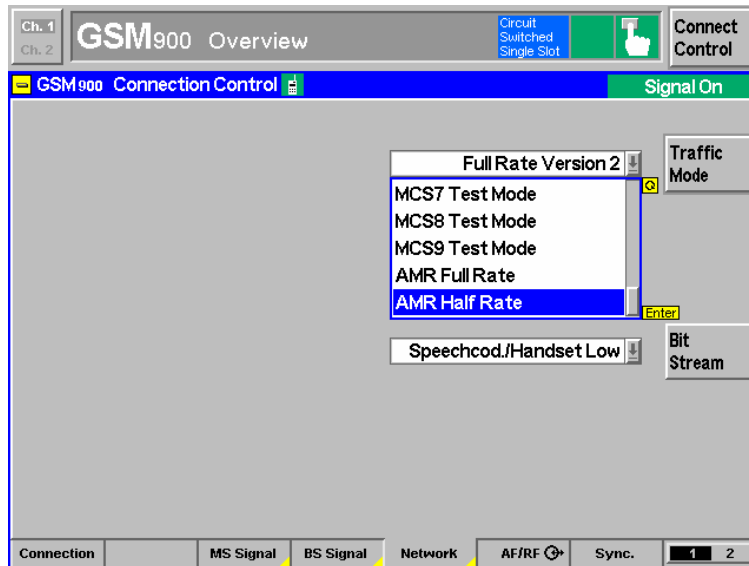 Ch. 1
Ch. 2
GSM900 Overview
Circuit
Switched
Single Slot
Connect
Control
GSM900 Connection Control
Signal On
Full Rate Version 2
Traffic
Mode
MCS7 Test Mode
MCS8 Test Mode
MCS9 Test Mode
AMR Full Rate
AMR Half Rate
Enter
Speechcod./Handset Low
Bit
Stream
Connection
MS Signal
BS Signal
Network
AF/RF
Sync.
1 2